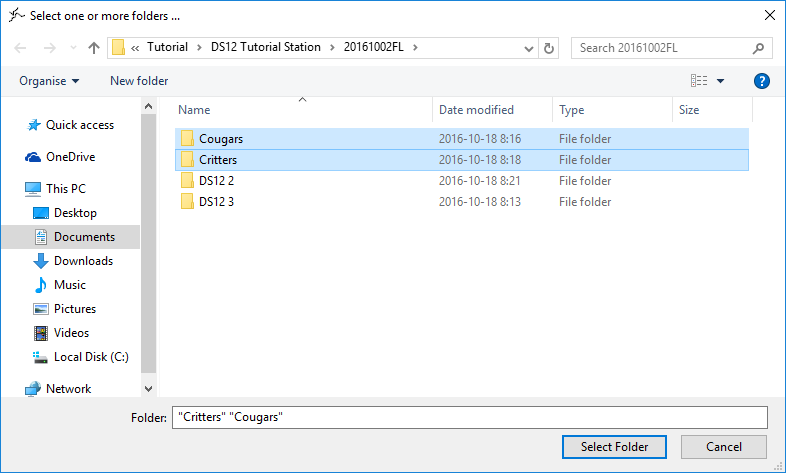 Select one or more folders ...
« Tutorial > DS12 Tutorial Station > 20161002FL >
Search 20161002FL
Organise New folder
?
Name Date modified Type Size
Quick access
OneDrive
This PC
Desktop
Documents
Downloads
Music
Pictures
Videos
Local Disk (C:)
Network
Cougars 2016-10-18 8:16 File folder
Critters 2016-10-18 8:18 File folder
DS12 2 2016-10-18 8:21 File folder
DS12 3 2016-10-18 8:13 File folder
Folder: "Critters" "Cougars"
Select Folder Cancel